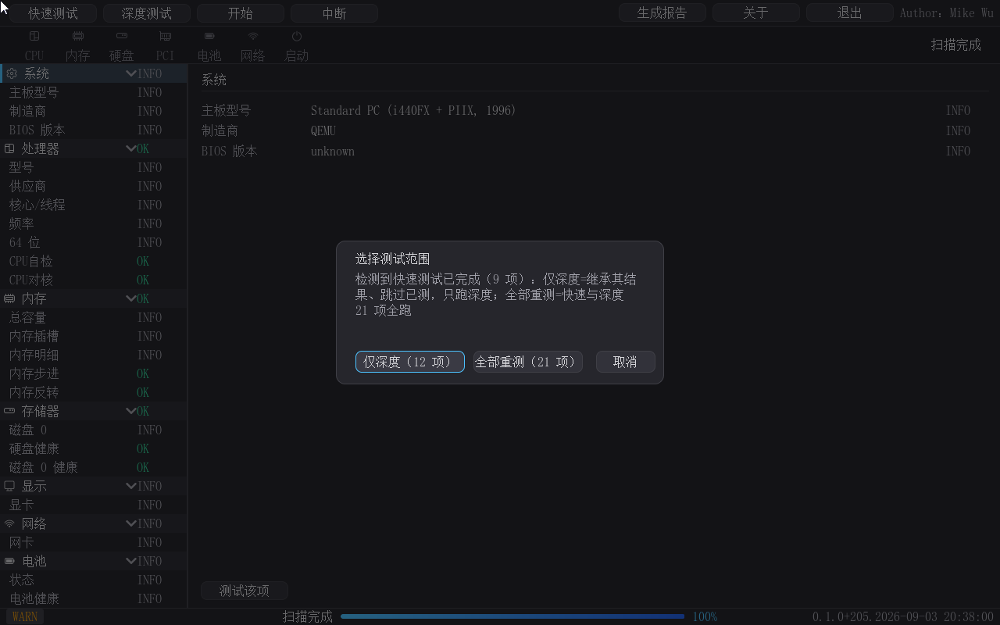 快速测试 深度测试 开始 中断 生成报告 关于 退出 Author: Mike Wu
CPU 内存 硬盘 PCI 电池 网络 启动 扫描完成
系统 INFO
主板型号 INFO
制造商 INFO
BIOS 版本 INFO
处理器 OK
型号 INFO
供应商 INFO
核心/线程 INFO
频率 INFO
64 位 INFO
CPU自检 OK
CPU对核 OK
内存 OK
总容量 INFO
内存插槽 INFO
内存明细 INFO
内存步进 OK
内存反转 OK
存储器 OK
磁盘 0 INFO
硬盘健康 OK
磁盘 0 健康 OK
显示 INFO
显卡 INFO
网络 INFO
网卡 INFO
电池 INFO
状态 INFO
电池健康 INFO
系统
主板型号 Standard PC (i440FX + PIIX, 1996) INFO
制造商 QEMU INFO
BIOS 版本 unknown INFO
选择测试范围
检测到快速测试已完成（9 项）：仅深度=继承其结
果、跳过已测，只跑深度；全部重测=快速与深度
21 项全跑
仅深度（12 项） 全部重测（21 项） 取消
测试该项
WARN 扫描完成 100% 0.1.0+205.2026-09-03 20:38:00